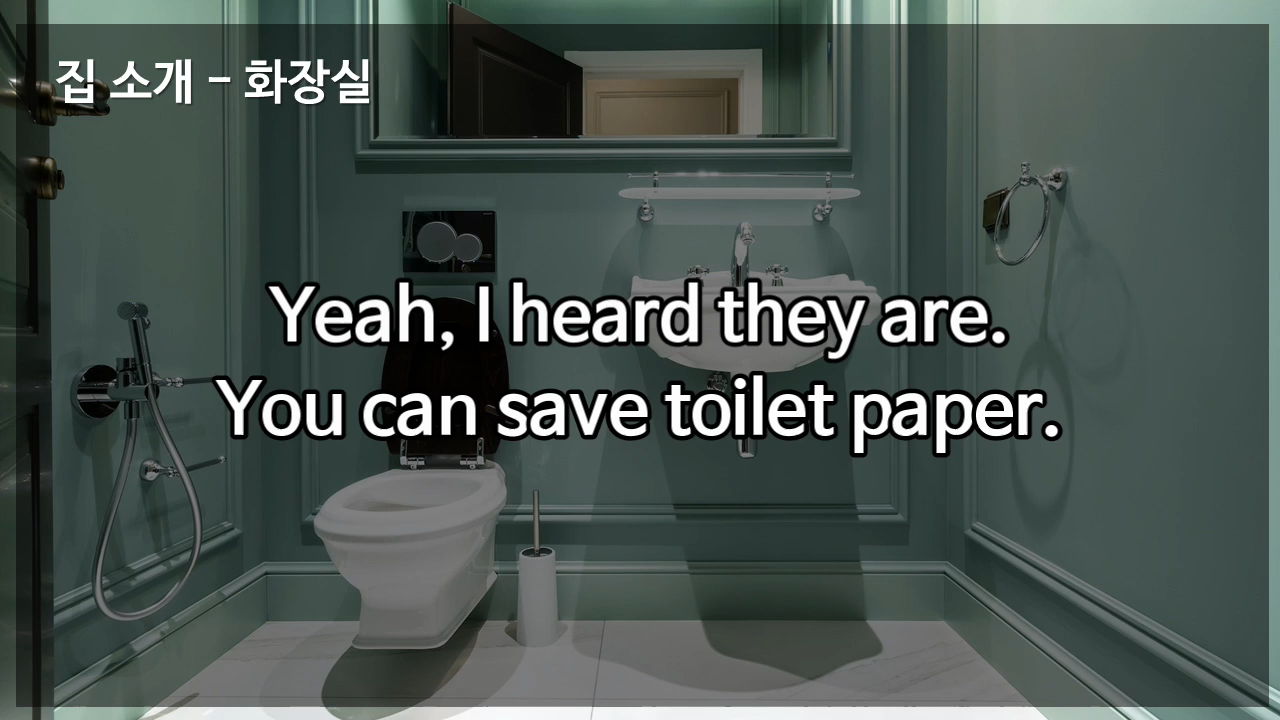 집 소개 - 화장실
Yeah, I heard they are.
You can save toilet paper.